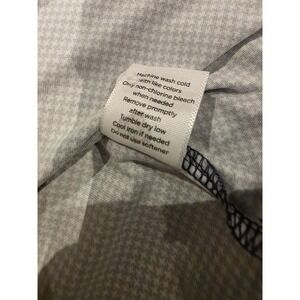 Machine wash cold
with like colors
Only non-chlorine bleach
when needed
Remove promptly
after wash
Tumble dry low
Cool iron if needed
Do not use softener